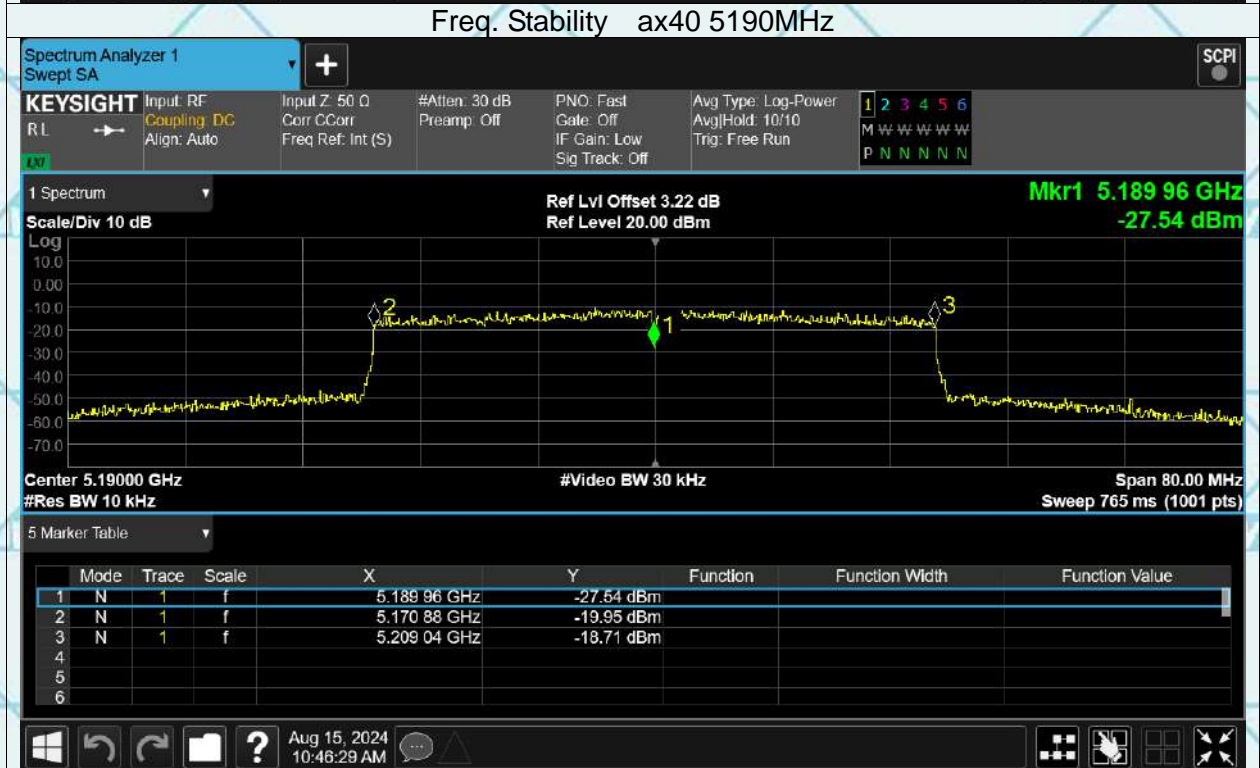 Freq. Stability ax40 5190MHz
Spectrum Analyzer 1
Swept SA
+
SCPI
KEYSIGHT
RL
LXI
Input: RF
Coupling: DC
Align: Auto
Input Z: 50 Ω
Corr CCorr
Freq Ref: Int (S)
#Atten: 30 dB
Preamp: Off
PNO: Fast
Gate: Off
IF Gain: Low
Sig Track: Off
Avg Type: Log-Power
Avg|Hold: 10/10
Trig: Free Run
1 2 3 4 5 6
M W W W W W
P N N N N N
1 Spectrum
Scale/Div 10 dB
Ref Lvl Offset 3.22 dB
Ref Level 20.00 dBm
Mkr1 5.189 96 GHz
-27.54 dBm
Log
10.0
0.00
-10.0
-20.0
-30.0
-40.0
-50.0
-60.0
-70.0
2
1
3
Center 5.19000 GHz
#Video BW 30 kHz
Span 80.00 MHz
#Res BW 10 kHz
Sweep 765 ms (1001 pts)
5 Marker Table
Mode Trace Scale X Y Function Function Width Function Value
1 N 1 f 5.189 96 GHz -27.54 dBm
2 N 1 f 5.170 88 GHz -19.95 dBm
3 N 1 f 5.209 04 GHz -18.71 dBm
4
5
6
?
Aug 15, 2024
10:46:29 AM